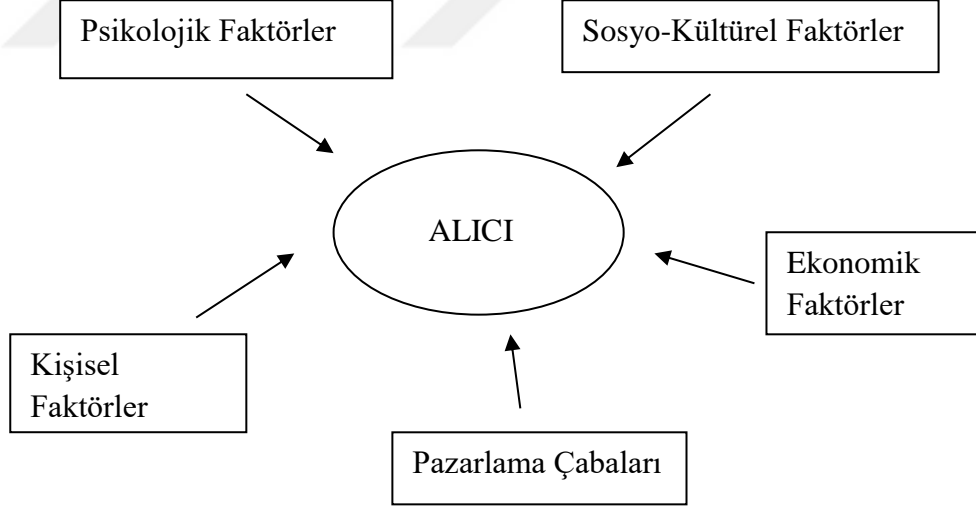 Psikolojik Faktörler
Sosyo-Kültürel Faktörler
ALICI
Ekonomik
Faktörler
Kişisel
Faktörler
Pazarlama Çabaları